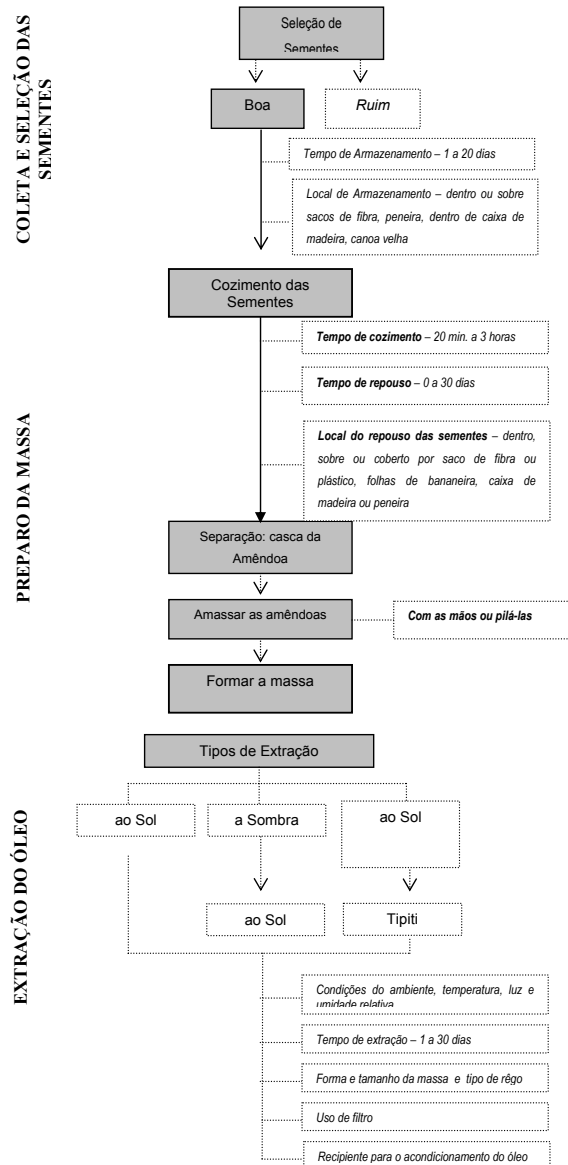 COLETA E SELEÇÃO DAS
SEMENTES
Seleção de
Sementes
Boa
Ruim
Tempo de Armazenamento – 1 a 20 dias
Local de Armazenamento – dentro ou sobre
sacos de fibra, peneira, dentro de caixa de
madeira, canoa velha
PREPARO DA MASSA
Cozimento das
Sementes
Tempo de cozimento – 20 min. a 3 horas
Tempo de repouso – 0 a 30 dias
Local do repouso das sementes – dentro,
sobre ou coberto por saco de fibra ou
plástico, folhas de bananeira, caixa de
madeira ou peneira
Separação: casca da
Amêndoa
Amassar as amêndoas
Com as mãos ou pilá-las
Formar a massa
EXTRAÇÃO DO ÓLEO
Tipos de Extração
ao Sol
a Sombra
ao Sol
ao Sol
Tipiti
Condições do ambiente, temperatura, luz e
umidade relativa
Tempo de extração – 1 a 30 dias
Forma e tamanho da massa e tipo de rêgo
Uso de filtro
Recipiente para o acondicionamento do óleo